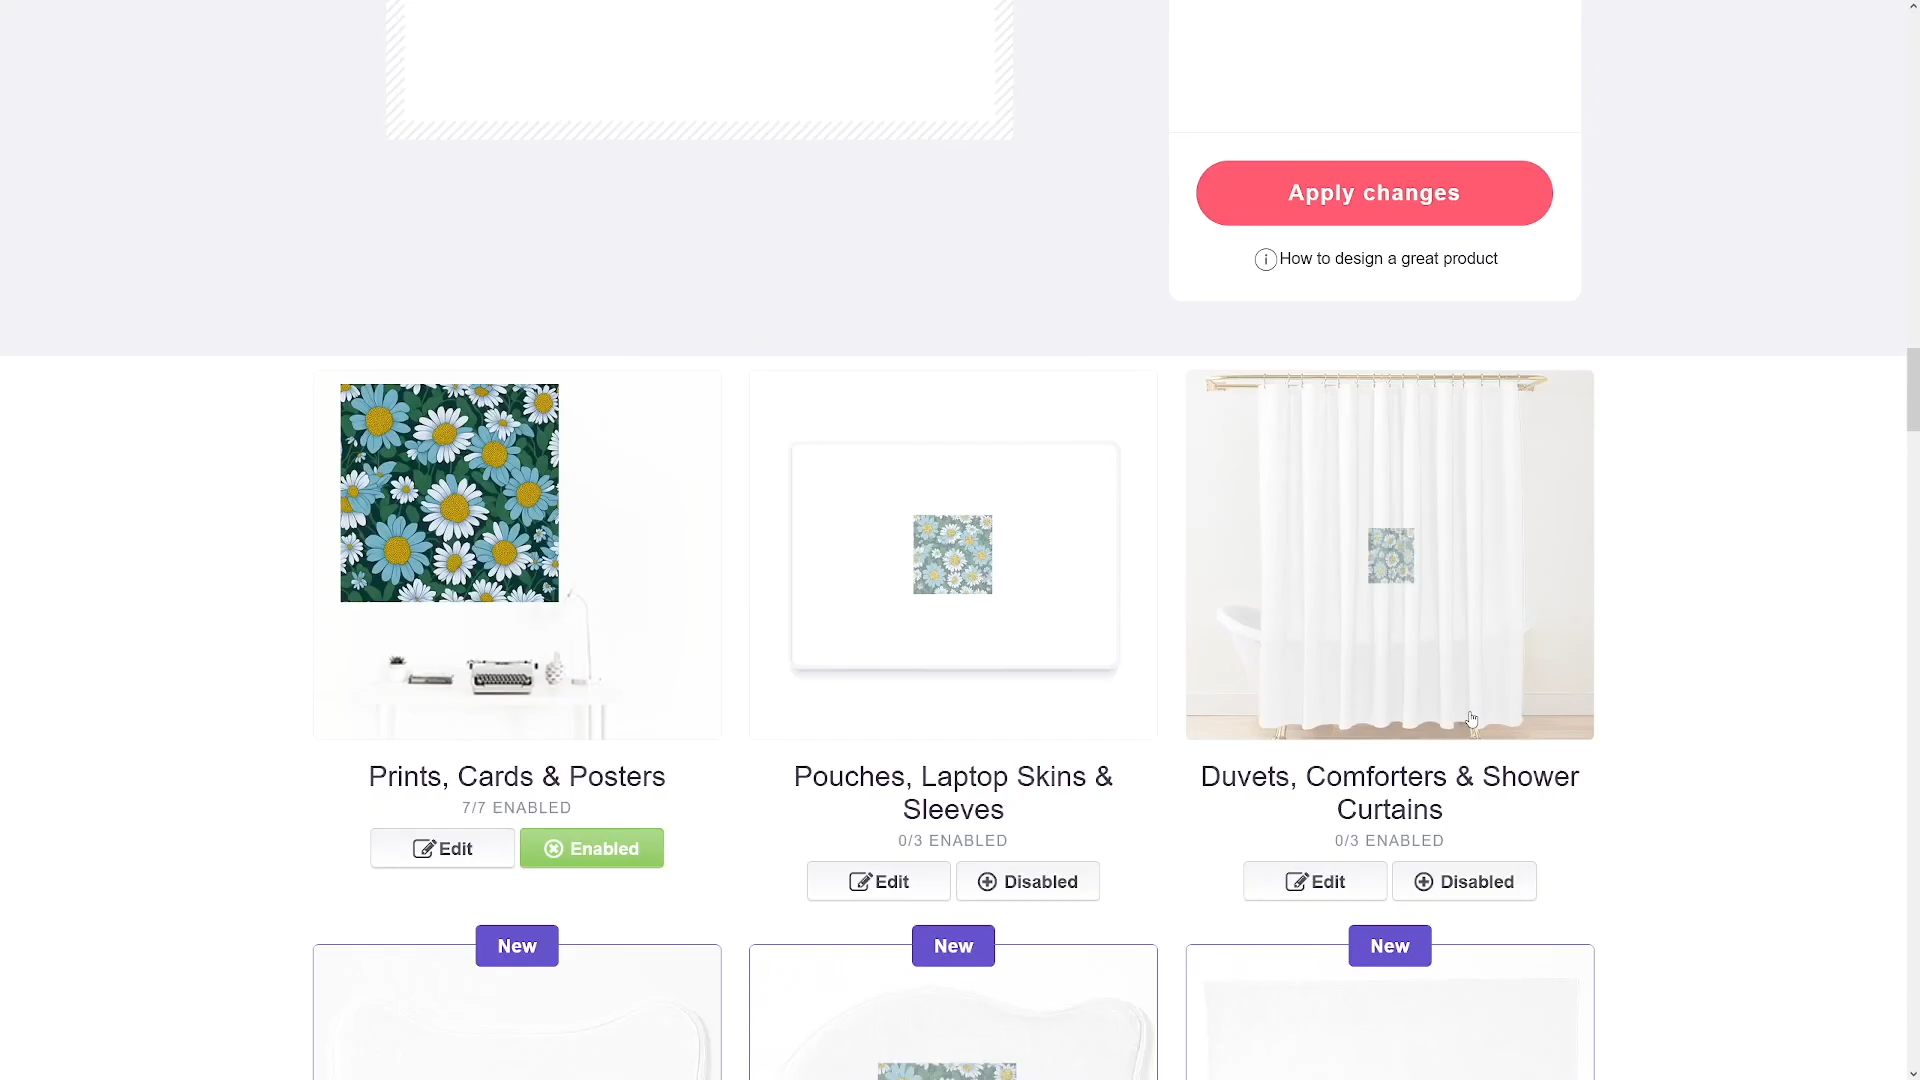 Apply changes
How to design a great product
Prints, Cards & Posters
7/7 ENABLED
Edit
Enabled
Pouches, Laptop Skins &
Sleeves
0/3 ENABLED
Edit
Disabled
Duvets, Comforters & Shower
Curtains
0/3 ENABLED
Edit
Disabled
New
New
New